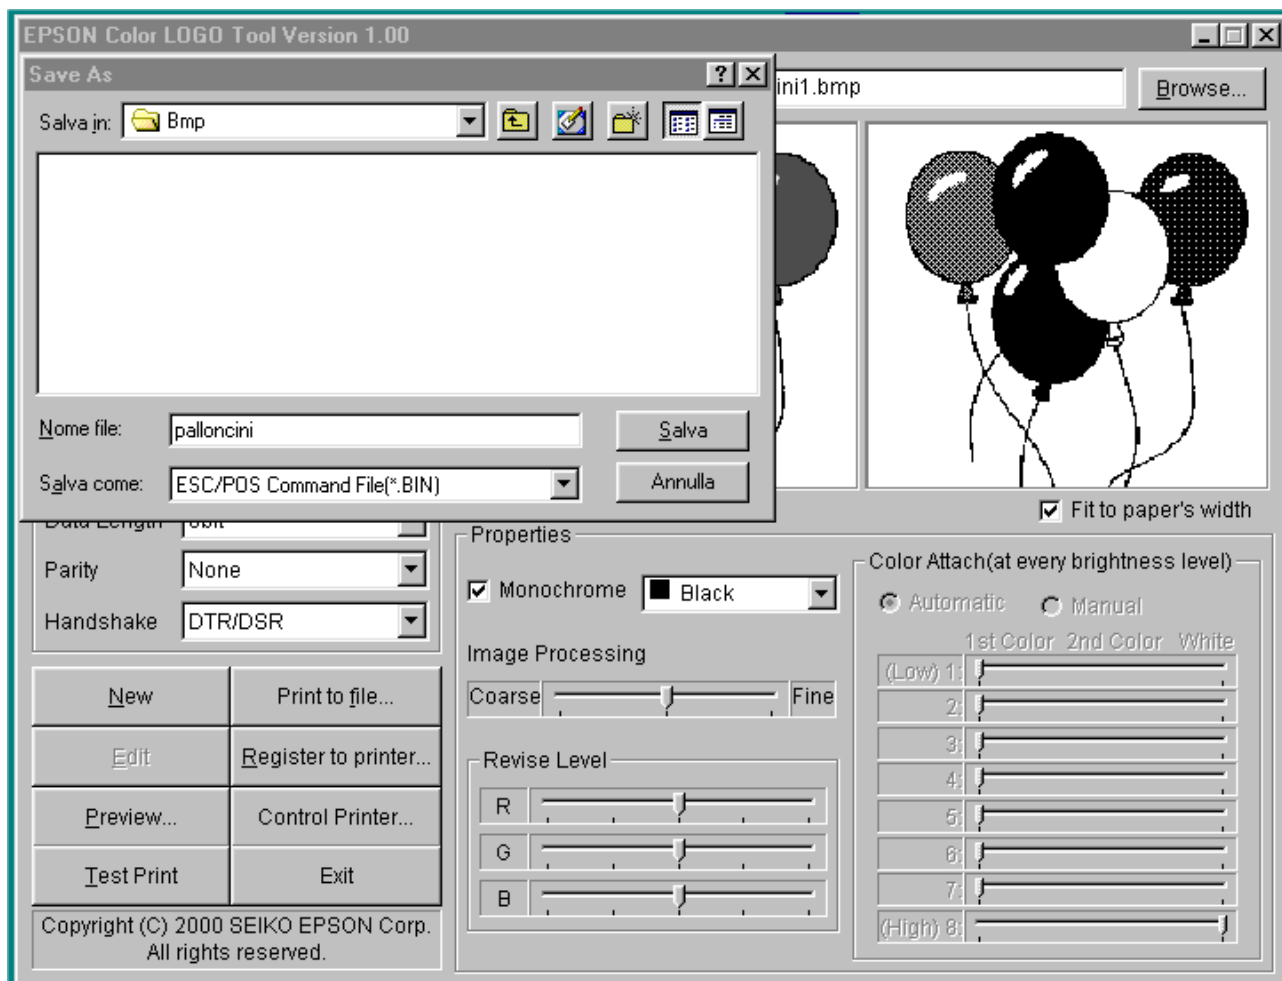 EPSON Color LOGO Tool Version 1.00
Save As
Salva in: Bmp
ini1.bmp
Browse...
Nome file: palloncini
Salva
Salva come: ESC/POS Command File(*.BIN)
Annulla
Fit to paper's width
Parity None
Handshake DTR/DSR
New
Print to file...
Edit
Register to printer...
Preview...
Control Printer...
Test Print
Exit
Copyright (C) 2000 SEIKO EPSON Corp.
All rights reserved.
Properties
Monochrome Black
Image Processing
Coarse Fine
Revise Level
R
G
B
Color Attach(at every brightness level)
Automatic Manual
1st Color 2nd Color White
(Low) 1:
2:
3:
4:
5:
6:
7:
(High) 8: